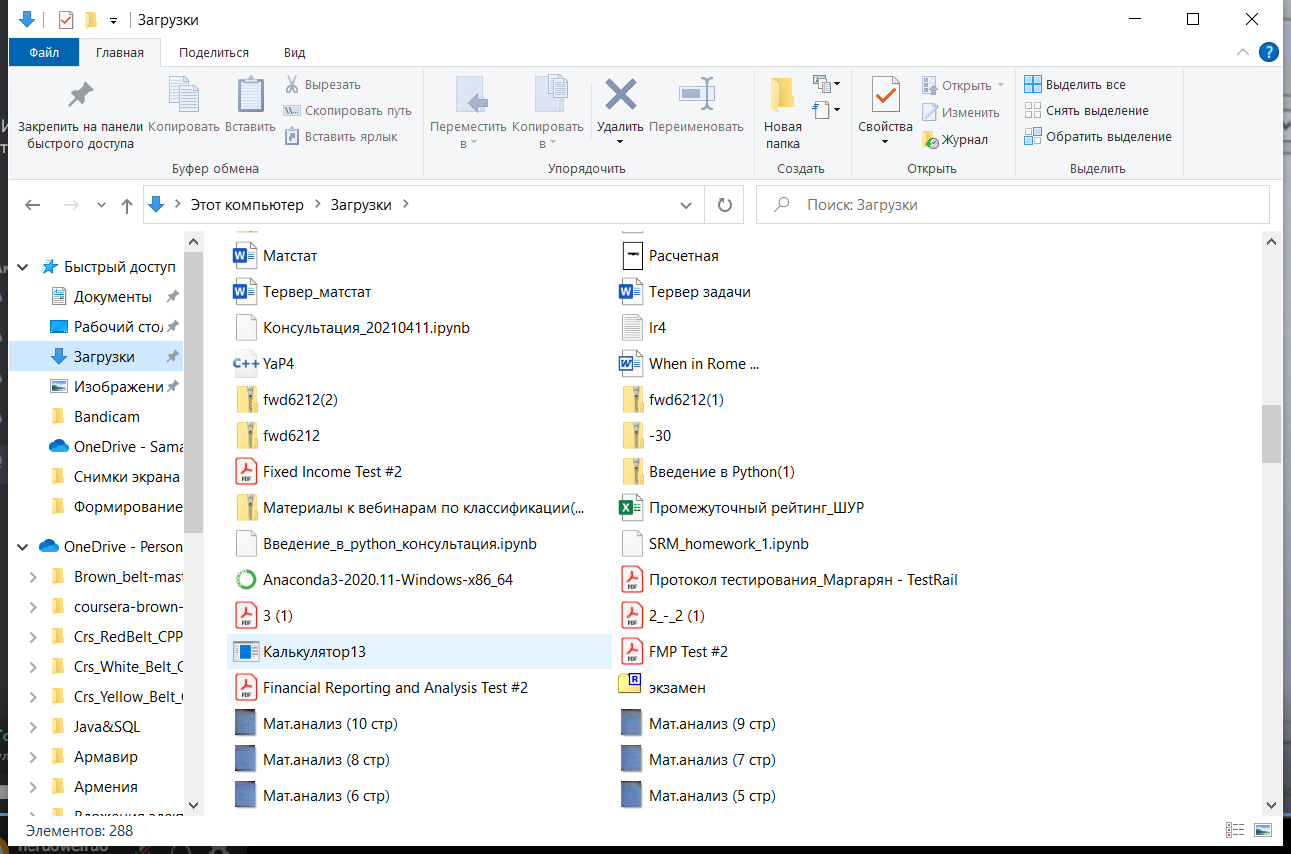 Загрузки
Файл Главная Поделиться Вид
Закрепить на панели быстрого доступа
Копировать
Вставить
Вырезать
Скопировать путь
Вставить ярлык
Буфер обмена
Переместить в
Копировать в
Удалить
Переименовать
Упорядочить
Новая папка
Создать
Свойства
Открыть
Изменить
Журнал
Открыть
Выделить все
Снять выделение
Обратить выделение
Выделить
Этот компьютер > Загрузки >
Поиск: Загрузки
Быстрый доступ
Документы
Рабочий сто
Загрузки
Изображени
Bandicam
OneDrive - Sama
Снимки экрана
Формирование
OneDrive - Person
Brown_belt-mast
coursera-brown-
Crs_RedBelt_CPP
Crs_White_Belt_C
Crs_Yellow_Belt_
Java&SQL
Армавир
Армения
Матстат
Расчетная
Тервер_матстат
Тервер задачи
Консультация_20210411.ipynb
lr4
C++ YaP4
When in Rome ...
fwd6212(2)
fwd6212(1)
fwd6212
-30
Fixed Income Test #2
Введение в Python(1)
Материалы к вебинарам по классификации(...
Промежуточный рейтинг_ШУР
Введение_в_python_консультация.ipynb
SRM_homework_1.ipynb
Anaconda3-2020.11-Windows-x86_64
Протокол тестирования_Маргарян - TestRail
3 (1)
2_-_2 (1)
Калькулятор13
FMP Test #2
Financial Reporting and Analysis Test #2
экзамен
Мат.анализ (10 стр)
Мат.анализ (9 стр)
Мат.анализ (8 стр)
Мат.анализ (7 стр)
Мат.анализ (6 стр)
Мат.анализ (5 стр)
Элементов: 288